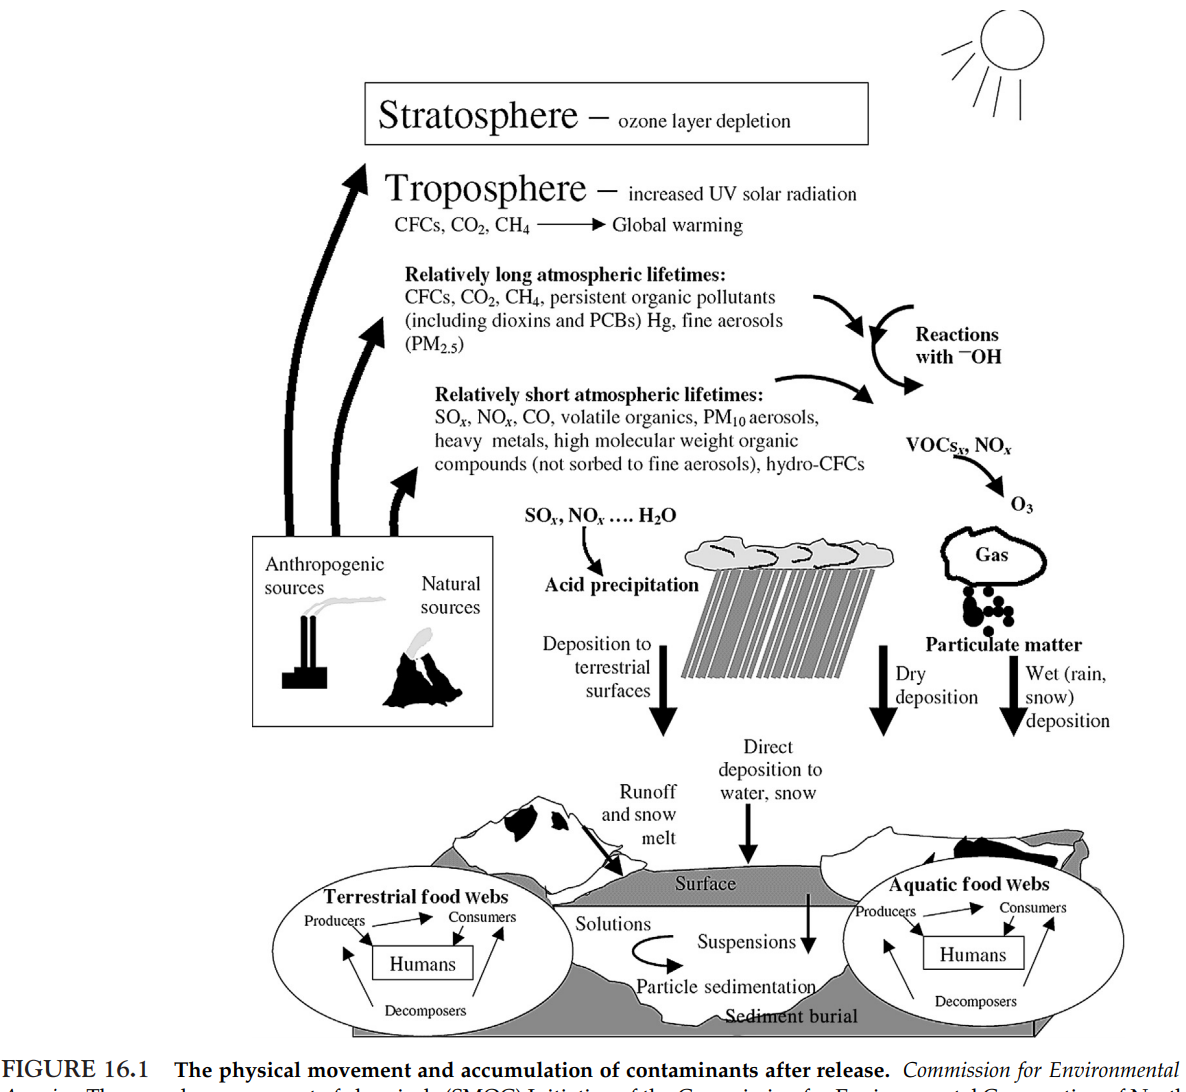 Stratosphere – ozone layer depletion
Troposphere – increased UV solar radiation
CFCs, CO₂, CH₄ → Global warming
Relatively long atmospheric lifetimes:
CFCs, CO₂, CH₄, persistent organic pollutants
(including dioxins and PCBs) Hg, fine aerosols
(PM₂.₅)
Reactions
with ⁻OH
Relatively short atmospheric lifetimes:
SOₓ, NOₓ, CO, volatile organics, PM₁₀ aerosols,
heavy metals, high molecular weight organic
compounds (not sorbed to fine aerosols), hydro-CFCs
VOCsₓ, NOₓ
O₃
SOₓ, NOₓ .... H₂O
Acid precipitation
Gas
Particulate matter
Anthropogenic
sources
Natural
sources
Deposition to
terrestrial
surfaces
Dry
deposition
Wet (rain,
snow)
deposition
Direct
deposition to
water, snow
Runoff
and snow
melt
Surface
Terrestrial food webs
Producers
Consumers
Humans
Decomposers
Solutions
Suspensions
Particle sedimentation
Sediment burial
Aquatic food webs
Producers
Consumers
Humans
Decomposers
FIGURE 16.1 The physical movement and accumulation of contaminants after release. Commission for Environmental